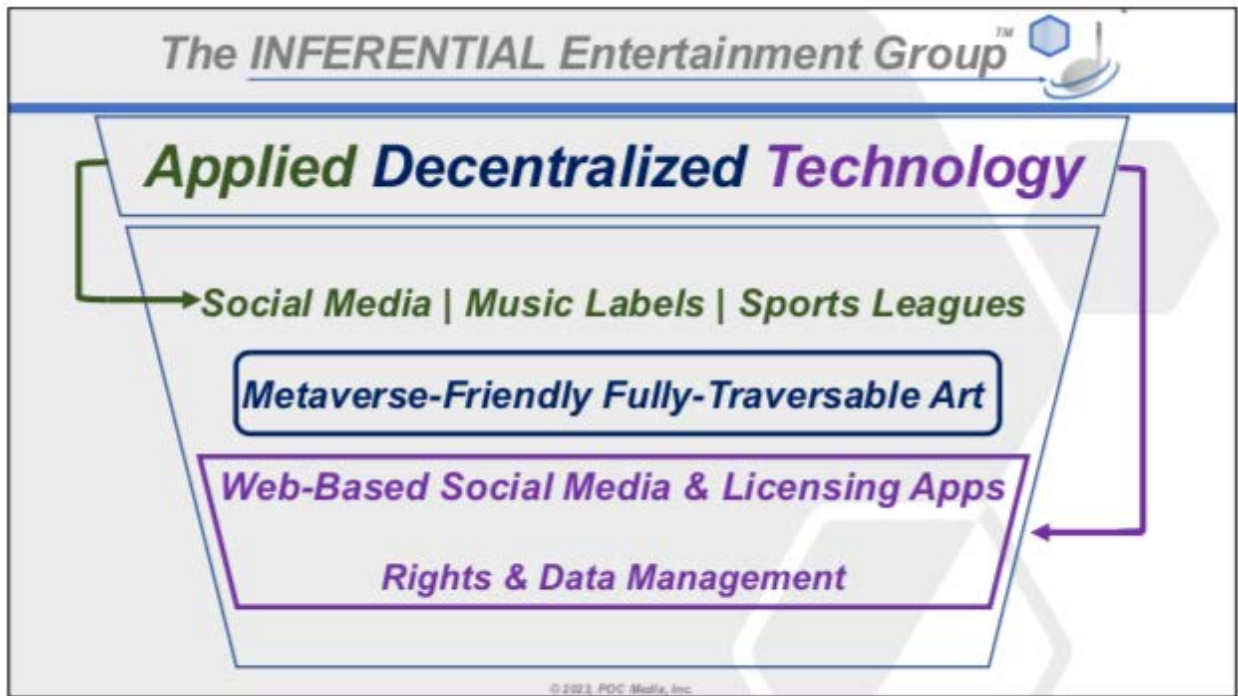 The INFERENTIAL Entertainment Group™
Applied Decentralized Technology
Social Media | Music Labels | Sports Leagues
Metaverse-Friendly Fully-Traversable Art
Web-Based Social Media & Licensing Apps
Rights & Data Management
© 2023, POC Media, Inc